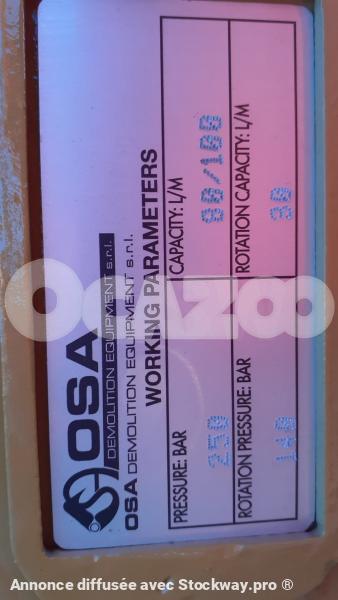 OSA
DEMOLITION EQUIPMENT s.r.l.
OSA DEMOLITION EQUIPMENT s.r.l.
WORKING PARAMETERS
PRESSURE: BAR
250
CAPACITY: L/M
80/100
ROTATION PRESSURE: BAR
140
ROTATION CAPACITY: L/M
30
Ocazoo
Annonce diffusée avec Stockway.pro ®